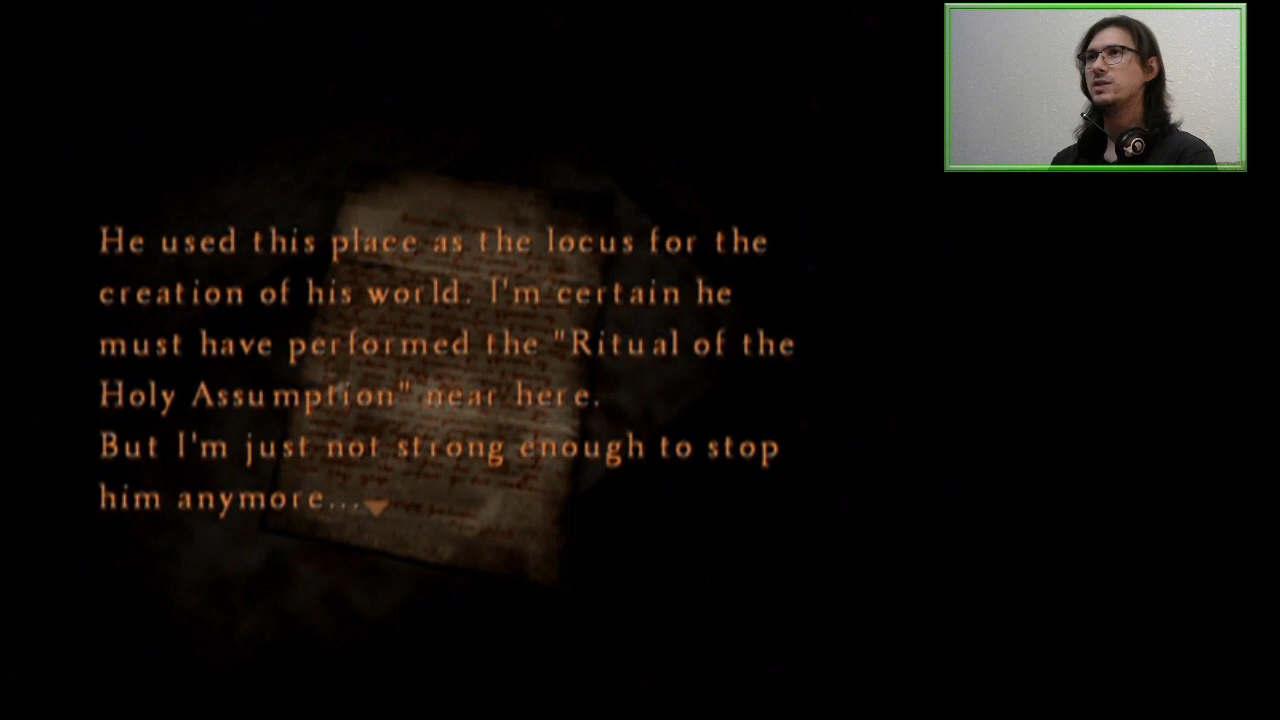 He used this place as the locus for the
creation of his world. I'm certain he
must have performed the "Ritual of the
Holy Assumption" near here.
But I'm just not strong enough to stop
him anymore...